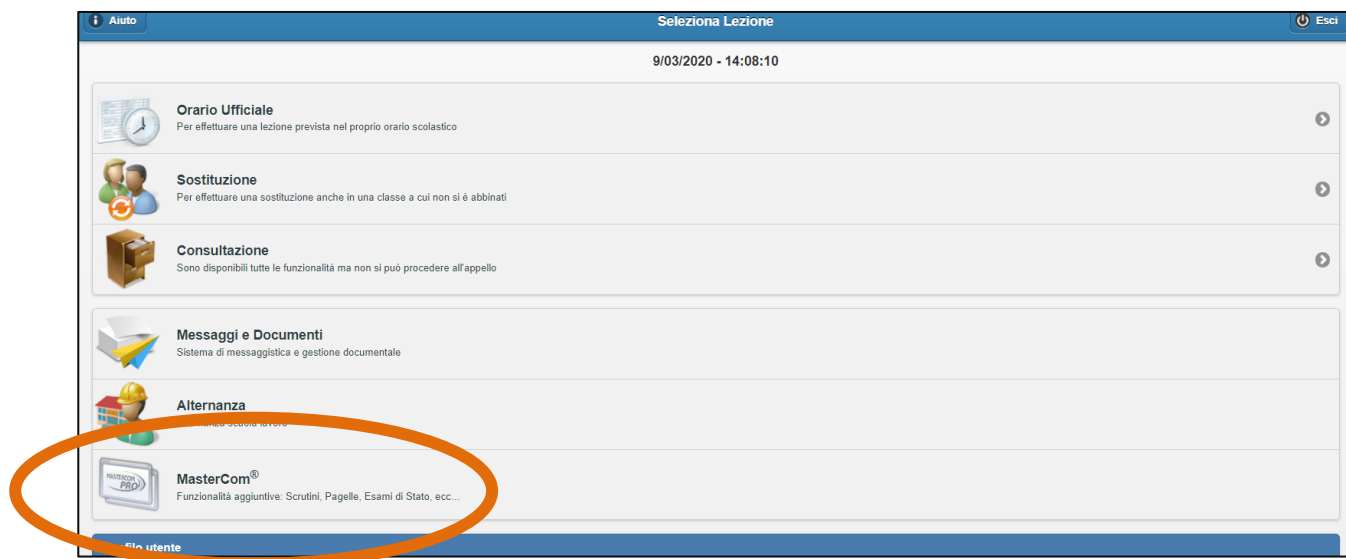 Aiuto
Seleziona Lezione
Esci
9/03/2020 - 14:08:10
Orario Ufficiale
Per effettuare una lezione prevista nel proprio orario scolastico
Sostituzione
Per effettuare una sostituzione anche in una classe a cui non si è abbinati
Consultazione
Sono disponibili tutte le funzionalità ma non si può procedere all'appello
Messaggi e Documenti
Sistema di messaggistica e gestione documentale
Alternanza
scuola lavoro
MASTERCOM
PRO
MasterCom®
Funzionalità aggiuntive: Scrutini, Pagelle, Esami di Stato, ecc...
utente